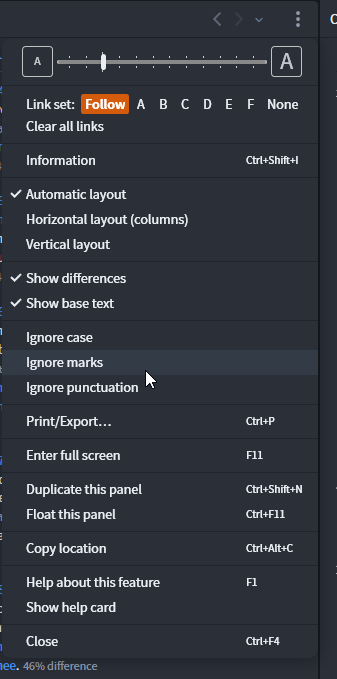 A A
Link set: Follow A B C D E F None
Clear all links
Information Ctrl+Shift+I
Automatic layout
Horizontal layout (columns)
Vertical layout
Show differences
Show base text
Ignore case
Ignore marks
Ignore punctuation
Print/Export... Ctrl+P
Enter full screen F11
Duplicate this panel Ctrl+Shift+N
Float this panel Ctrl+F11
Copy location Ctrl+Alt+C
Help about this feature F1
Show help card
Close Ctrl+F4
nee. 46% difference